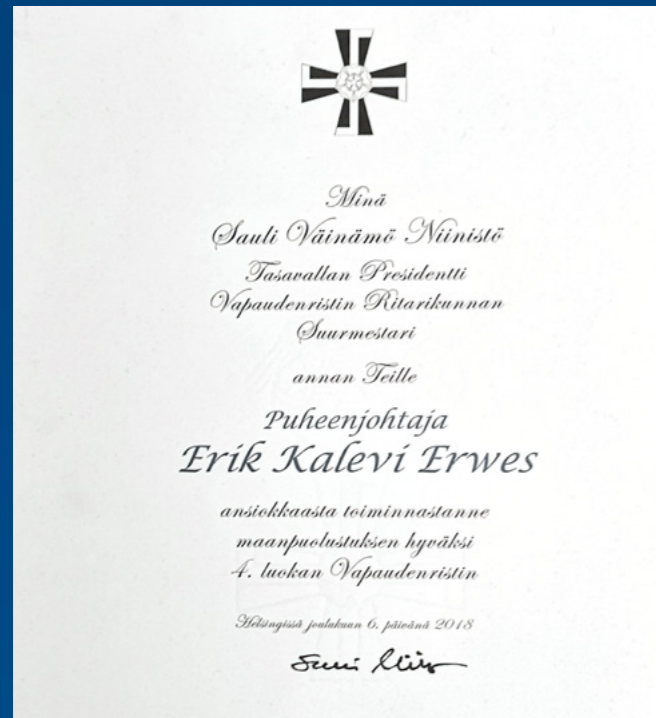 Minä
Sauli Väinämö Niinistö
Tasavallan Presidentti
Vapaudenristin Ritarikunnan
Suurmestari
annan Teille
Puheenjohtaja
Erik Kalevi Erwes
ansiokkaasta toiminnastanne
maanpuolustuksen hyväksi
4. luokan Vapaudenristin
Helsingissä joulukuun 6. päivänä 2018